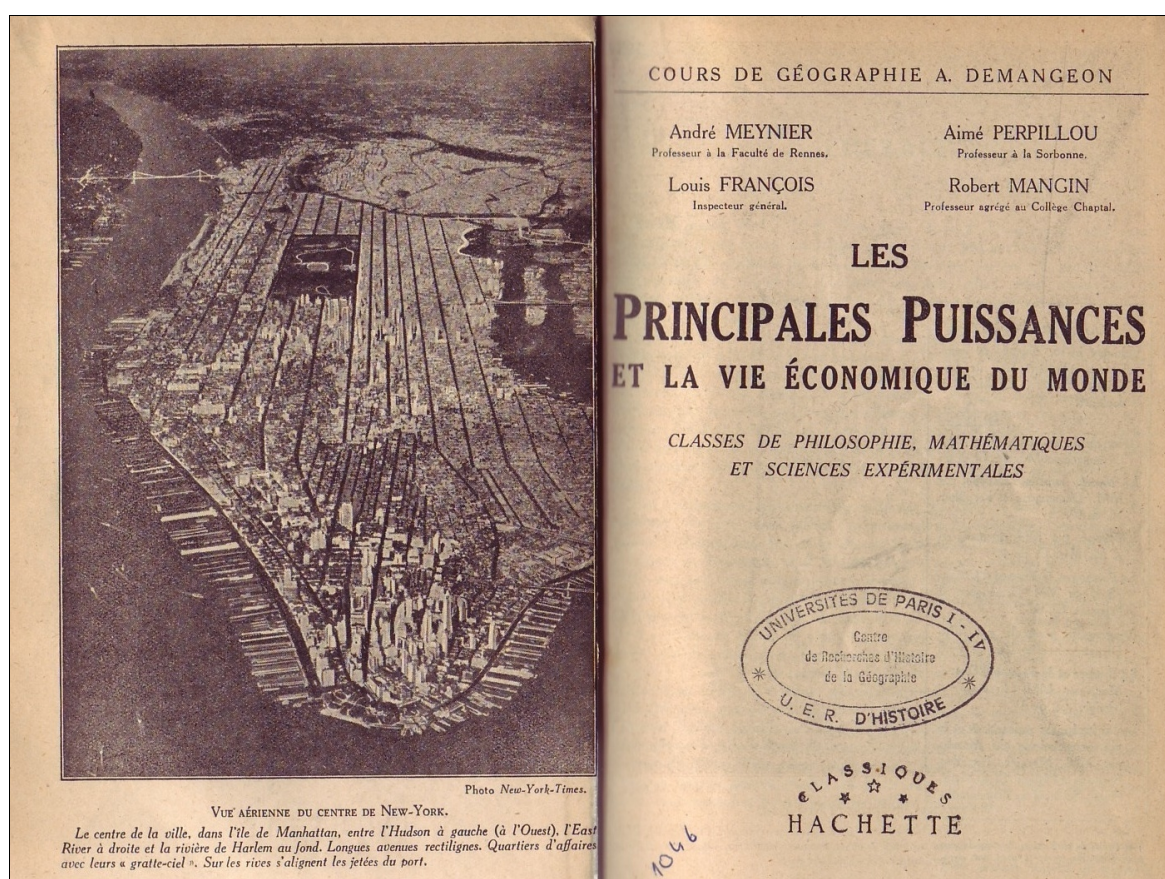 Photo New-York-Times.
VUE AÉRIENNE DU CENTRE DE NEW-YORK.
Le centre de la ville, dans l'île de Manhattan, entre l'Hudson à gauche (à l'Ouest), l'East
River à droite et la rivière de Harlem au fond. Longues avenues rectilignes. Quartiers d'affaires
avec leurs « gratte-ciel ». Sur les rives s'alignent les jetées du port.
COURS DE GÉOGRAPHIE A. DEMANGEON
André MEYNIER
Professeur à la Faculté de Rennes.
Aimé PERPILLOU
Professeur à la Sorbonne.
Louis FRANÇOIS
Inspecteur général.
Robert MANGIN
Professeur agrégé au Collège Chaptal.
LES
PRINCIPALES PUISSANCES
ET LA VIE ÉCONOMIQUE DU MONDE
CLASSES DE PHILOSOPHIE, MATHÉMATIQUES
ET SCIENCES EXPÉRIMENTALES
UNIVERSITÉS DE PARIS I - IV
Centre
de Recherches d'Histoire
de la Géographie
U. E. R. D'HISTOIRE
CLASSIQUES
HACHETTE
1046